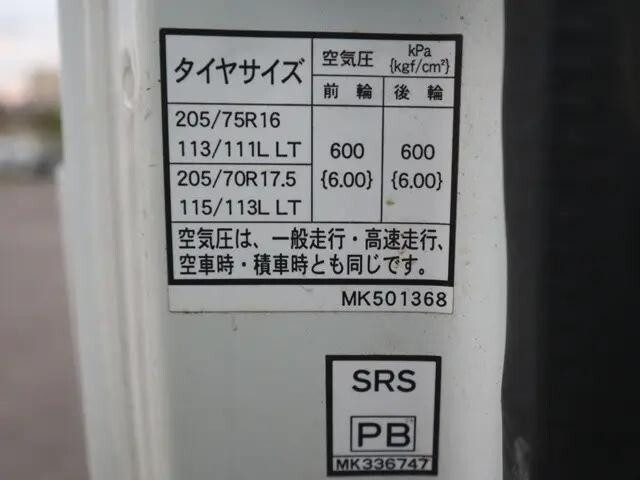 タイヤサイズ
空気圧 kPa {kgf/cm²}
前輪 後輪
205/75R16
113/111L LT
600 {6.00} 600 {6.00}
205/70R17.5
115/113L LT
空気圧は、一般走行・高速走行、
空車時・積車時とも同じです。
MK501368
SRS
PB
MK336747